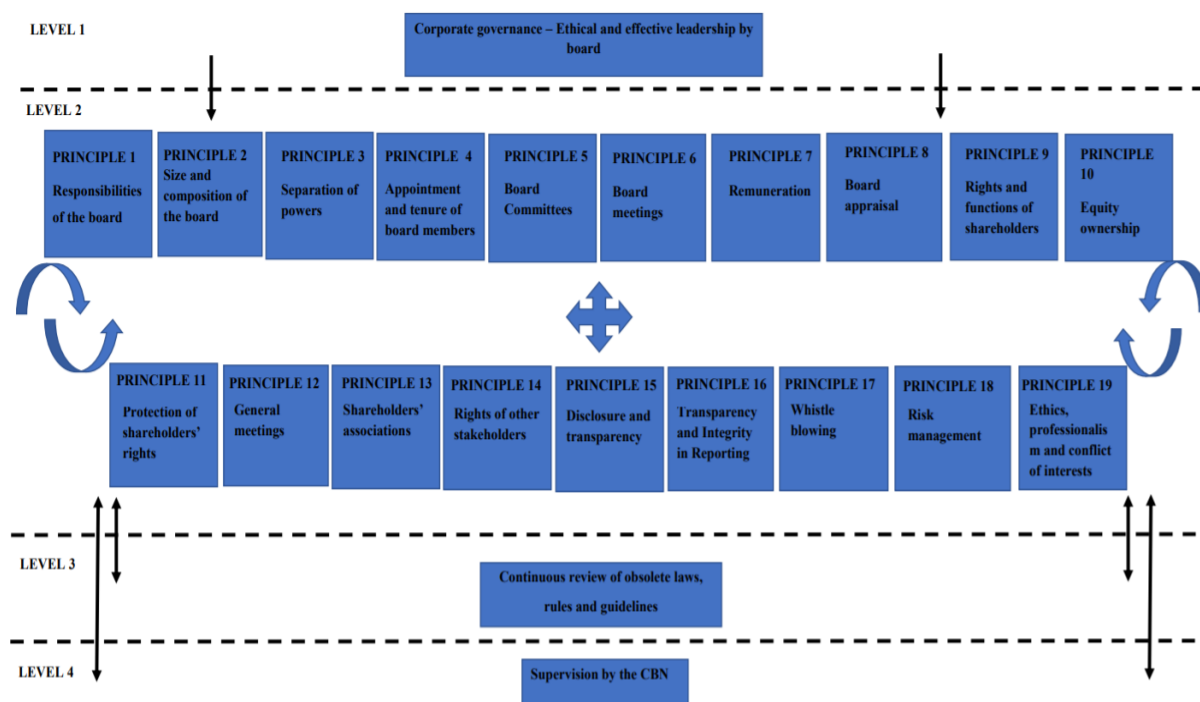 LEVEL 1
Corporate governance – Ethical and effective leadership by
board
LEVEL 2
PRINCIPLE 1
Responsibilities
of the board
PRINCIPLE 2
Size and
composition of
the board
PRINCIPLE 3
Separation of
powers
PRINCIPLE 4
Appointment
and tenure of
board members
PRINCIPLE 5
Board
Committees
PRINCIPLE 6
Board
meetings
PRINCIPLE 7
Remuneration
PRINCIPLE 8
Board
appraisal
PRINCIPLE 9
Rights and
functions of
shareholders
PRINCIPLE
10
Equity
ownership
PRINCIPLE 11
Protection of
shareholders’
rights
PRINCIPLE 12
General
meetings
PRINCIPLE 13
Shareholders’
associations
PRINCIPLE 14
Rights of other
stakeholders
PRINCIPLE 15
Disclosure and
transparency
PRINCIPLE 16
Transparency
and Integrity
in Reporting
PRINCIPLE 17
Whistle
blowing
PRINCIPLE 18
Risk
management
PRINCIPLE 19
Ethics,
professionalis
m and conflict
of interests
LEVEL 3
Continuous review of obsolete laws,
rules and guidelines
LEVEL 4
Supervision by the CBN